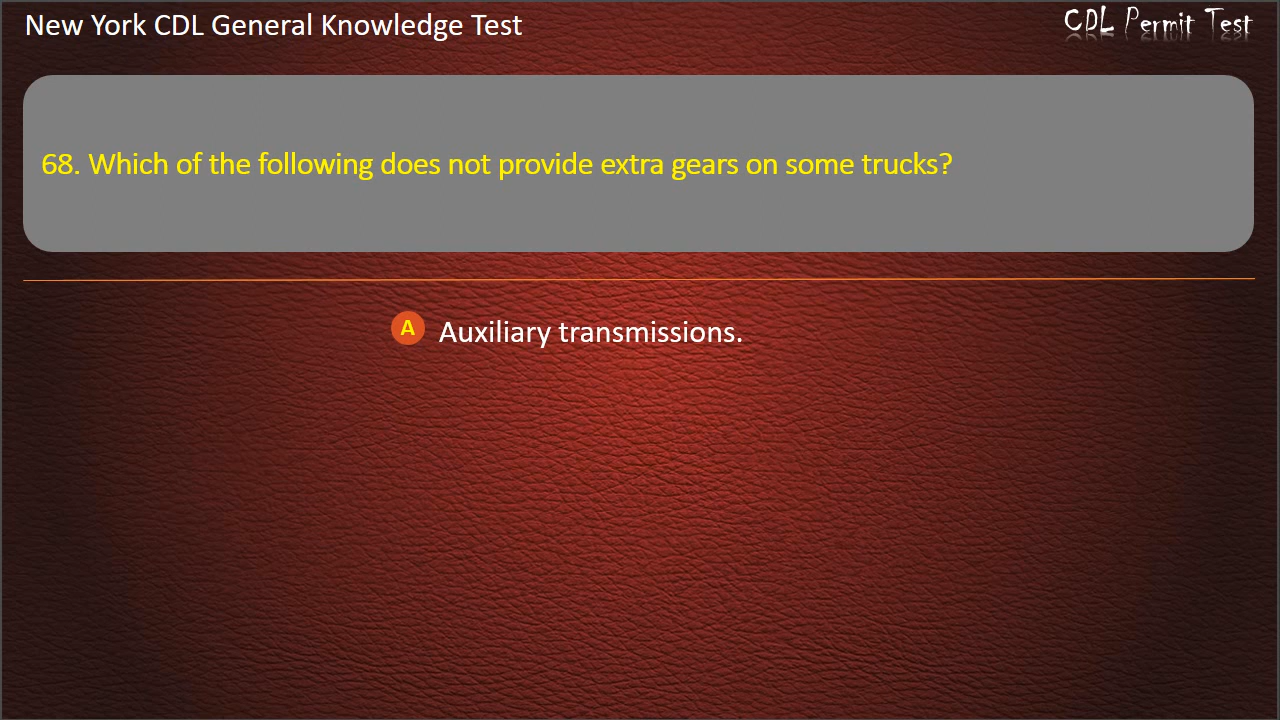 New York CDL General Knowledge Test
CDL Permit Test
68. Which of the following does not provide extra gears on some trucks?
A Auxiliary transmissions.